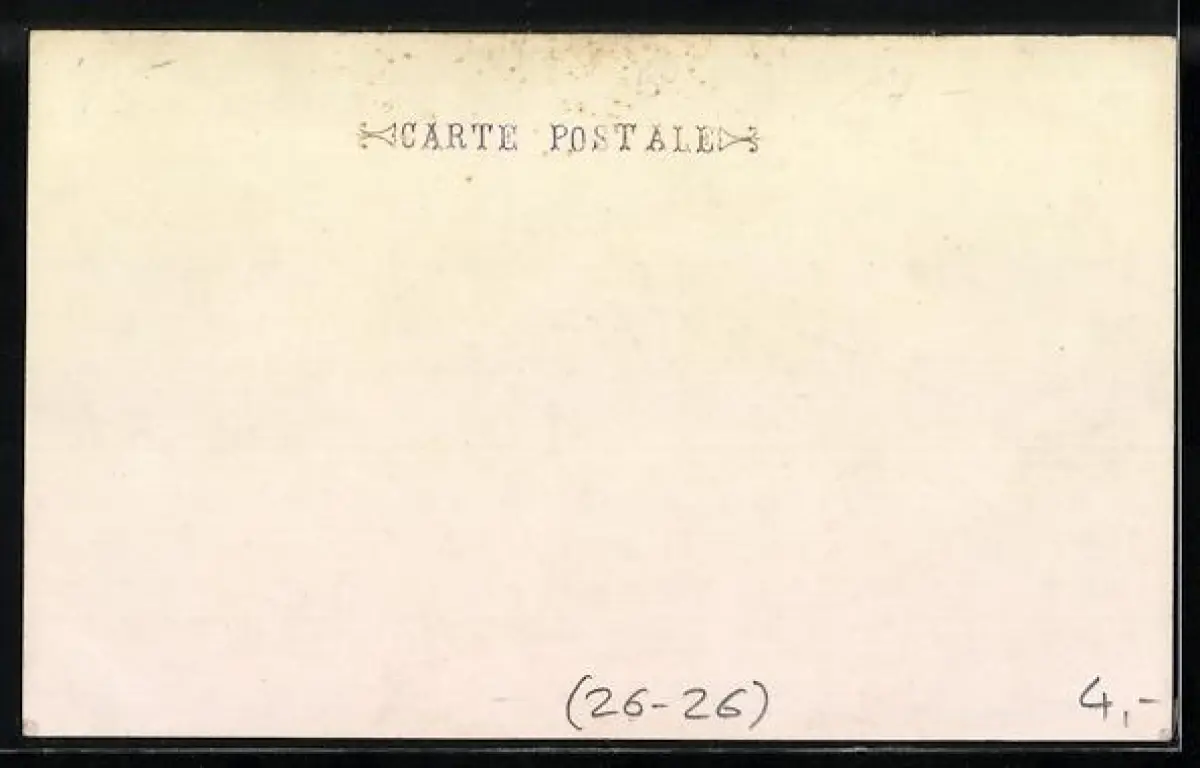 CARTE POSTALE
(26-26)
4,-